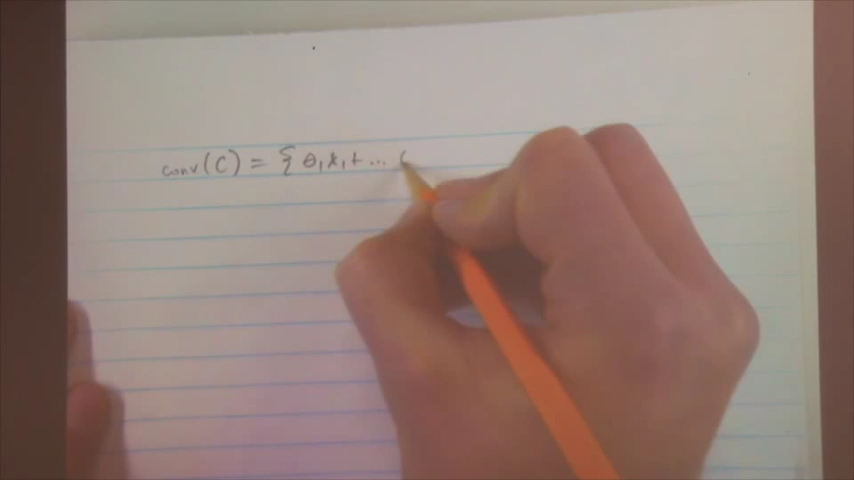 conv(C) = { θ₁x₁+ ... (